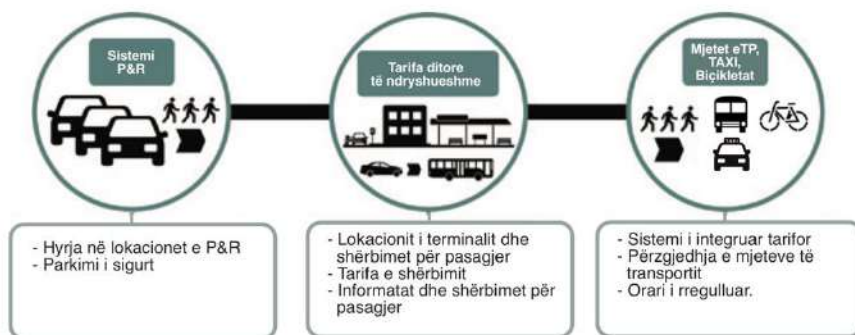 Sistemi
P&R
Tarifa ditore
të ndryshueshme
Mjetet eTP,
TAXI,
Biçikletat
TAXI
- Hyrja në lokacionet e P&R
- Parkimi i sigurt
- Lokacionit i terminalit dhe
shërbimet për pasagjer
- Tarifa e shërbimit
- Informatat dhe shërbimet për
pasagjer
- Sistemi i integruar tarifor
- Përzgjedhja e mjeteve të
transportit
- Orari i rregulluar.